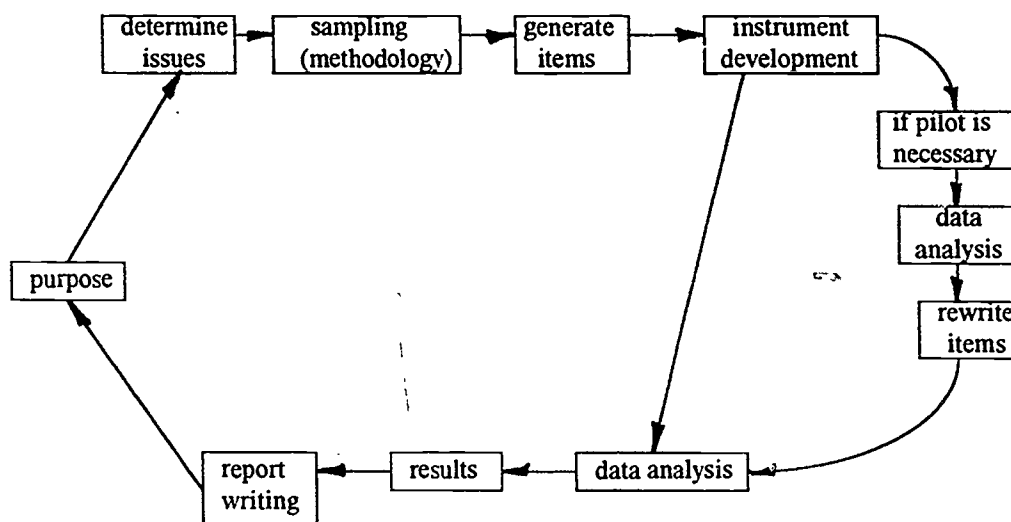 determine
issues
sampling
(methodology)
generate
items
instrument
development
if pilot is
necessary
data
analysis
rewrite
items
purpose
report
writing
results
data analysis